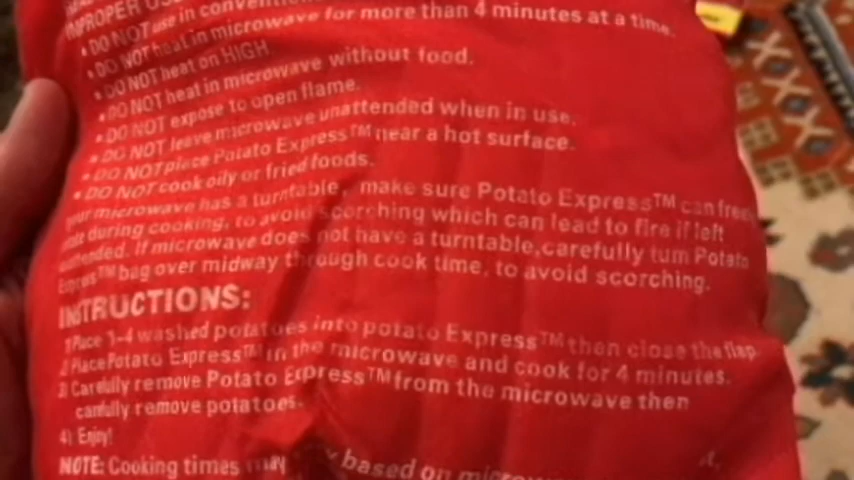 IMPROPER
• DO NOT use in
• DO NOT heat in microwave for more than 4 minutes at a time.
• DO NOT heat on HIGH.
• DO NOT heat in microwave without food.
• DO NOT expose to open flame.
• DO NOT leave microwave unattended when in use.
• DO NOT place Potato Express™ near a hot surface.
• DO NOT cook oily or fried foods.
microwave has a turntable, make sure Potato Express™ can
during cooking, to avoid scorching which can lead to fire if left
If microwave does not have a turntable,carefully turn Potato
Express™ bag over midway through cook time, to avoid scorching.
INSTRUCTIONS:
1) Place 1-4 washed potatoes into potato Express™ then close the flap.
2) Place Potato Express™ in the microwave and cook for 4 minutes.
3) Carefully remove Potato Express™ from the microwave then
carefully remove potatoes.
4) Enjoy!
NOTE: Cooking times may based on